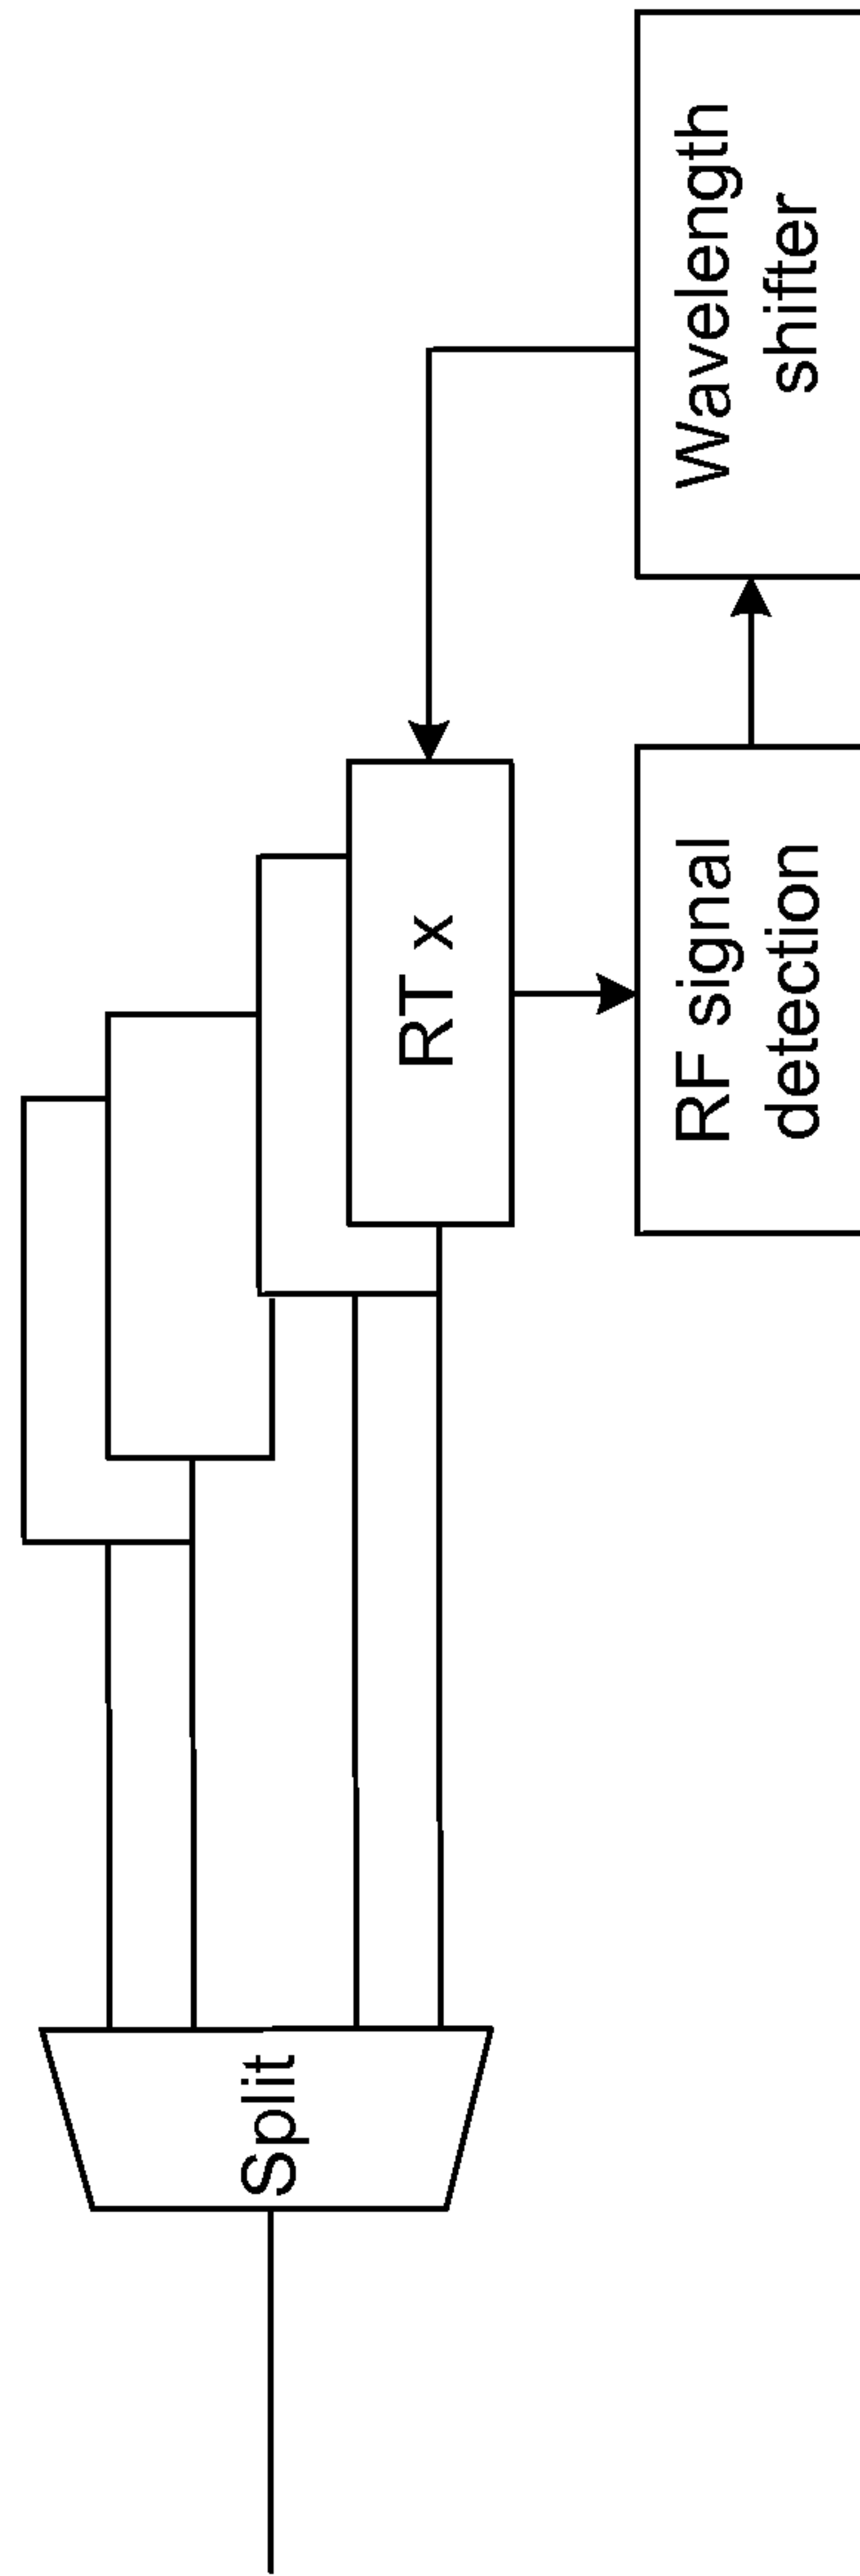 Split
RT x
RF signal
detection
Wavelength
shifter